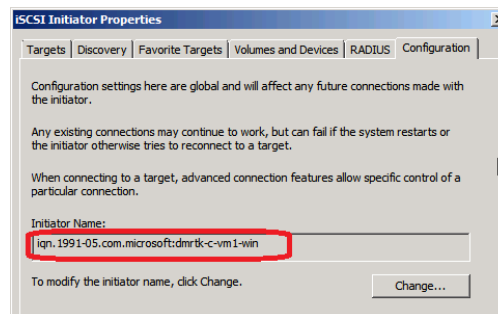 iSCSI Initiator Properties
Targets Discovery Favorite Targets Volumes and Devices RADIUS Configuration
Configuration settings here are global and will affect any future connections made with
the initiator.
Any existing connections may continue to work, but can fail if the system restarts or
the initiator otherwise tries to reconnect to a target.
When connecting to a target, advanced connection features allow specific control of a
particular connection.
Initiator Name:
iqn.1991-05.com.microsoft:dmrtk-c-vm1-win
To modify the initiator name, click Change.
Change...